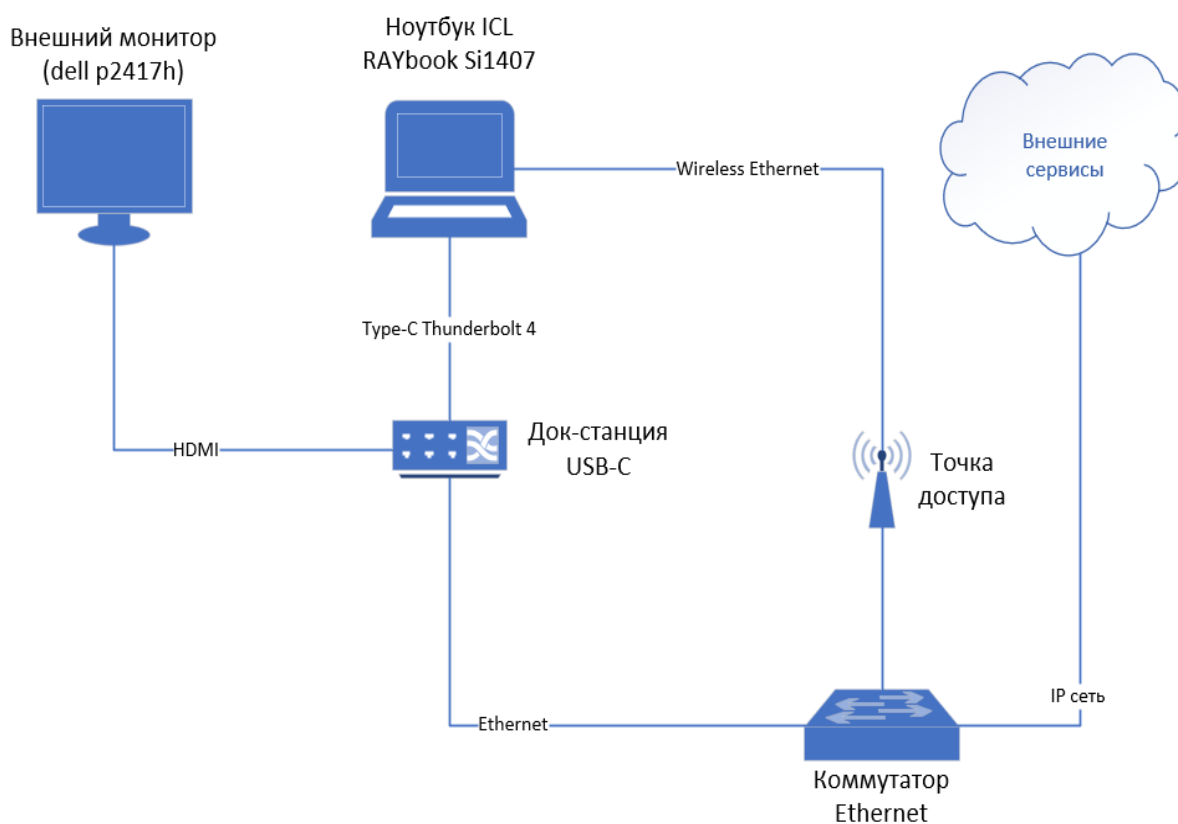 Внешний монитор
(dell p2417h)
Ноутбук ICL
RAYbook Si1407
Wireless Ethernet
Внешние
сервисы
Type-C Thunderbolt 4
HDMI
Док-станция
USB-C
Точка
доступа
IP сеть
Ethernet
Коммутатор
Ethernet